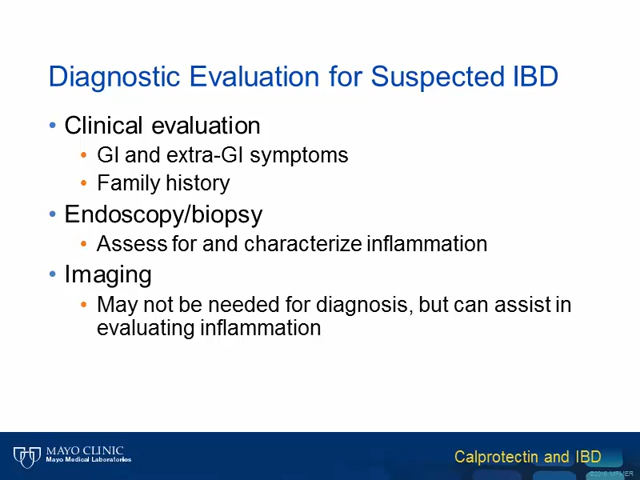 Diagnostic Evaluation for Suspected IBD
• Clinical evaluation
• GI and extra-GI symptoms
• Family history
• Endoscopy/biopsy
• Assess for and characterize inflammation
• Imaging
• May not be needed for diagnosis, but can assist in
evaluating inflammation
MAYO CLINIC
Mayo Medical Laboratories
Calprotectin and IBD